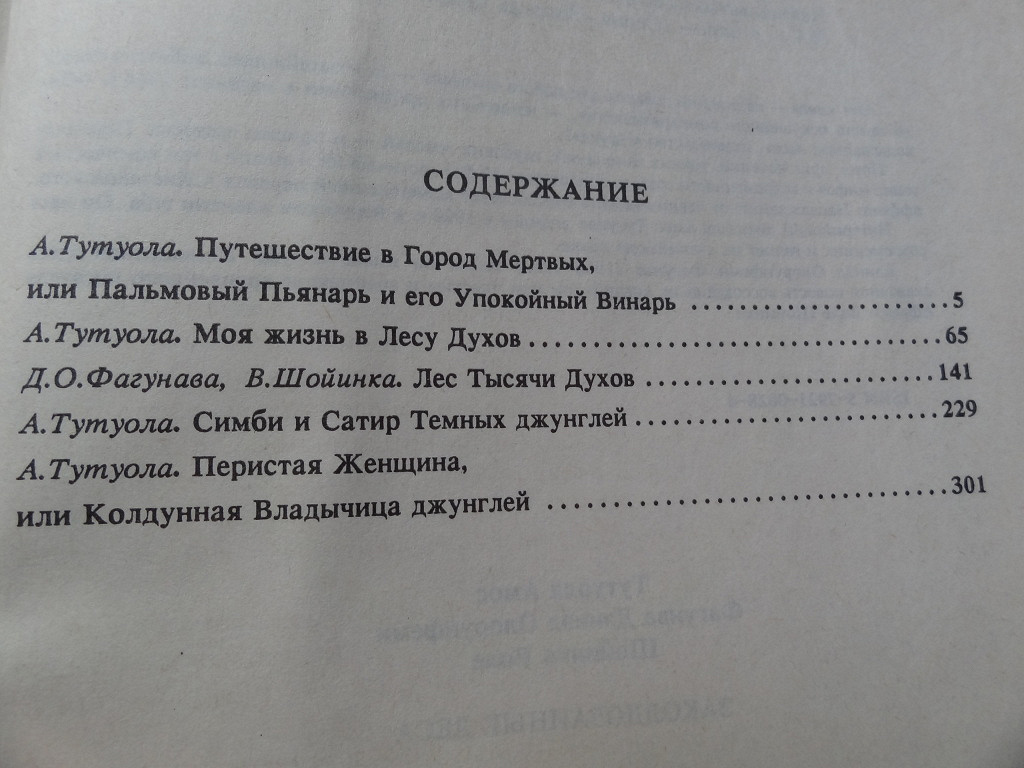 СОДЕРЖАНИЕ
А.Тутуола. Путешествие в Город Мертвых,
или Пальмовый Пьянарь и его Упокойный Винарь ....................5
А.Тутуола. Моя жизнь в Лесу Духов................................65
Д.О.Фагунава, В.Шойинка. Лес Тысячи Духов......................141
А.Тутуола. Симби и Сатир Темных джунглей.......................229
А.Тутуола. Перистая Женщина,
или Колдунная Владычица джунглей ..............................301